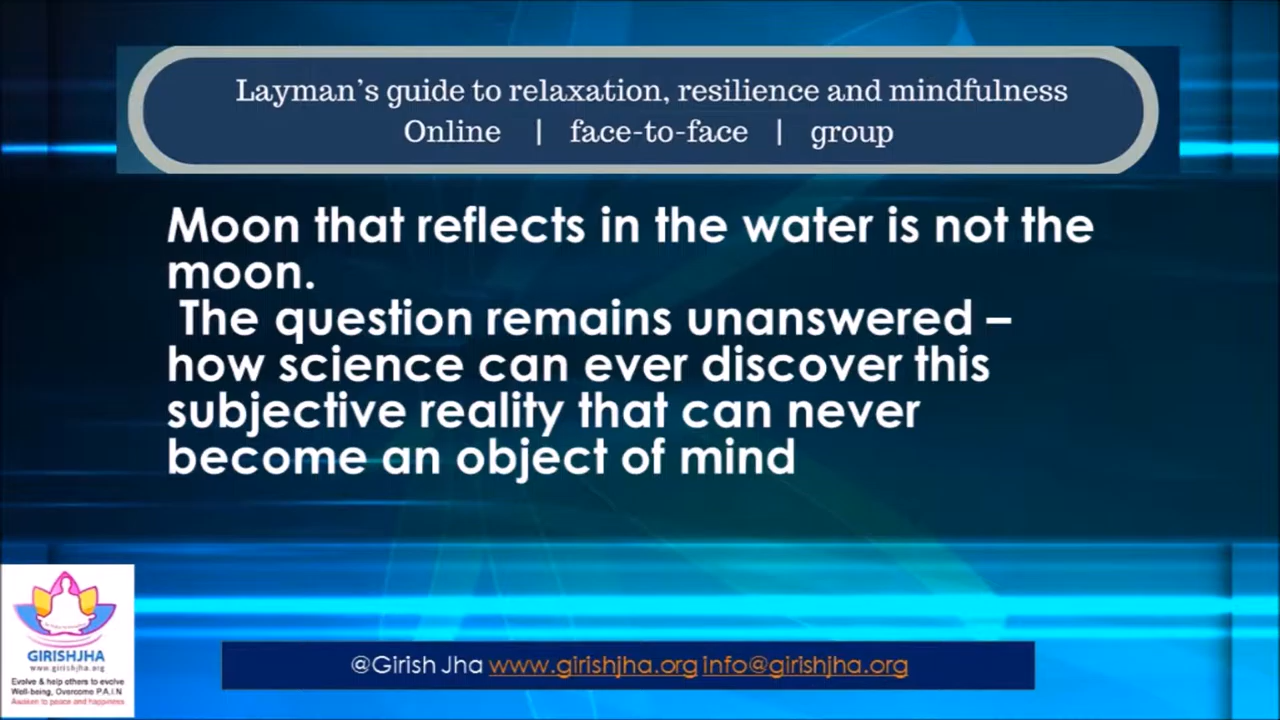 Layman's guide to relaxation, resilience and mindfulness
Online | face-to-face | group
Moon that reflects in the water is not the
moon.
The question remains unanswered –
how science can ever discover this
subjective reality that can never
become an object of mind
GIRISHJHA
www.girishjha.org
Evolve & help others to evolve
Well-being, Overcome P.A.I.N
Awaken to peace and happiness
@Girish Jha www.girishjha.org info@girishjha.org